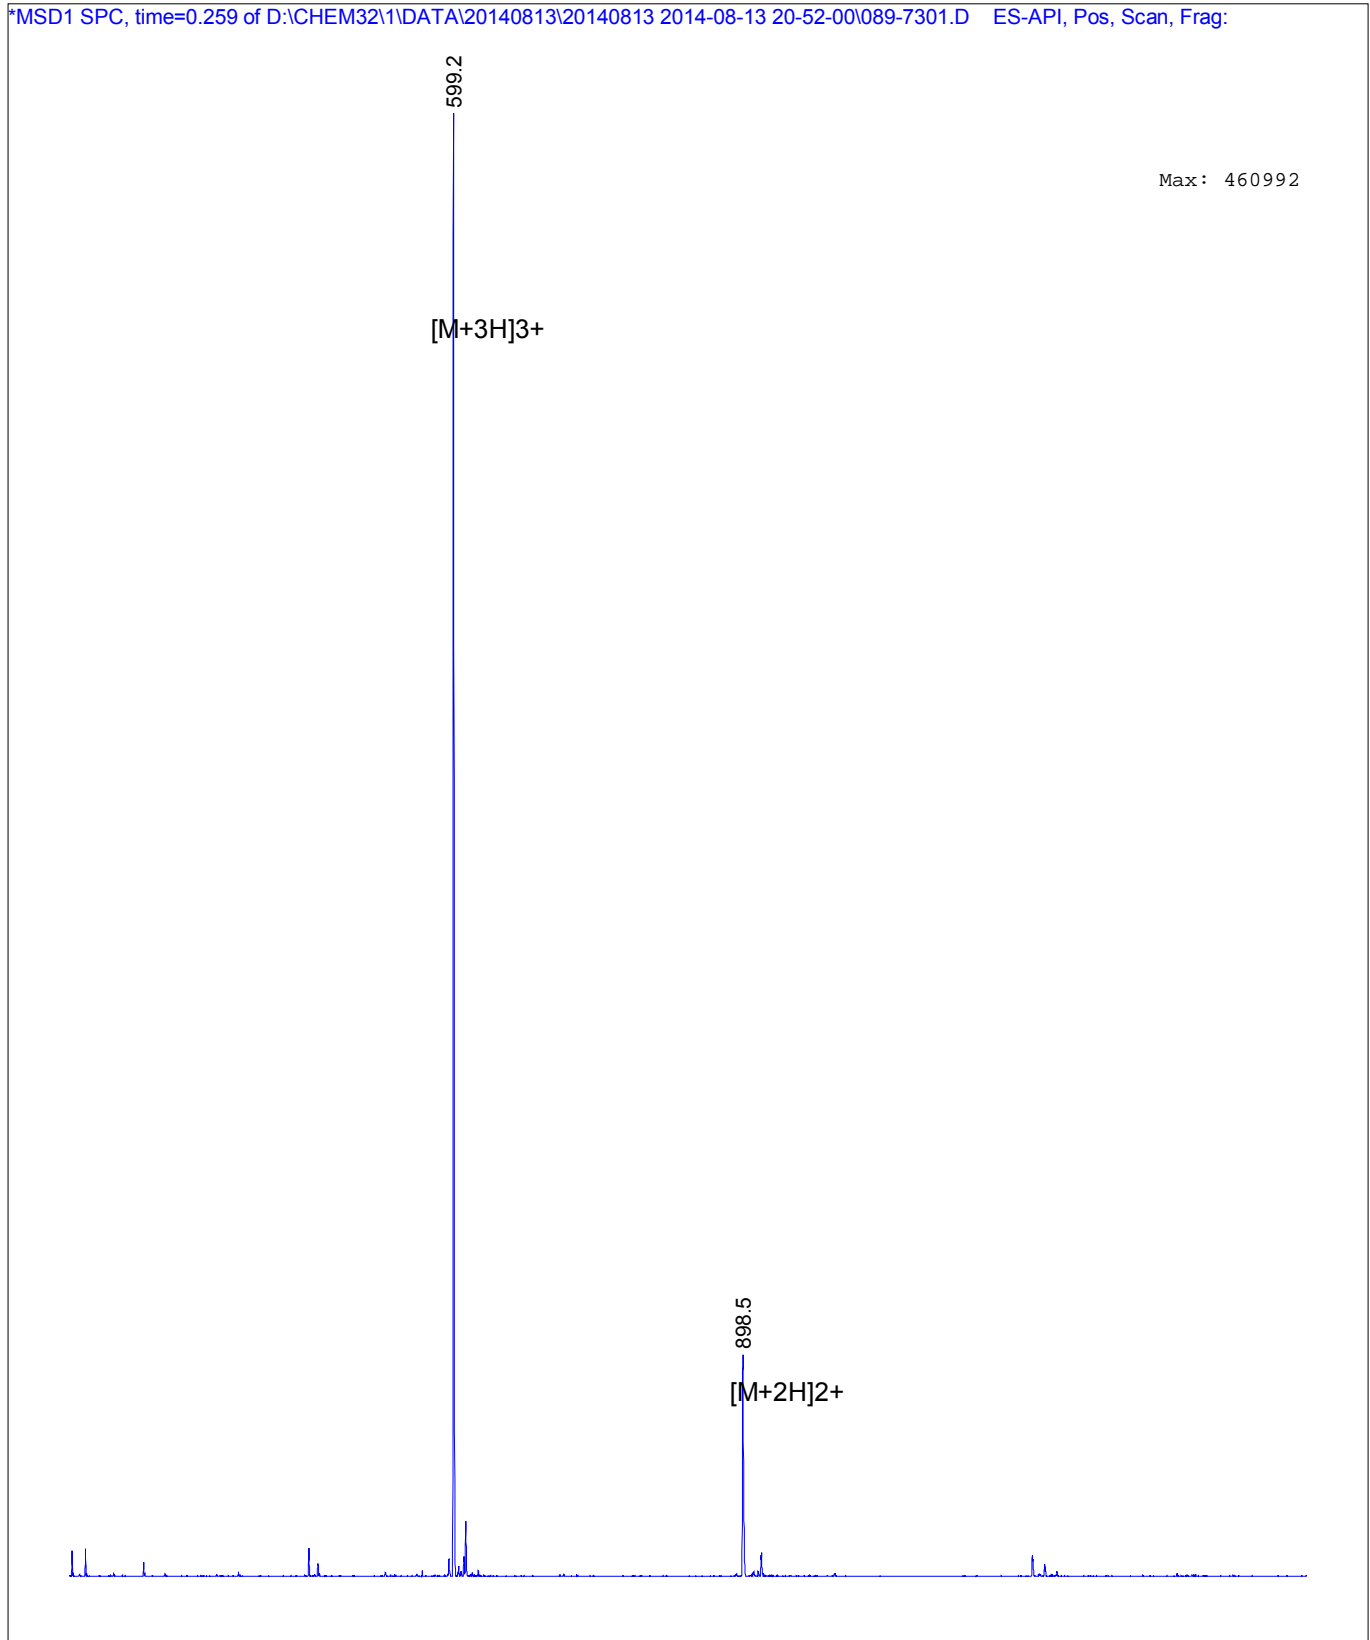 *MSD1 SPC, time=0.259 of D:\CHEM32\1\DATA\20140813\20140813 2014-08-13 20-52-00\089-7301.D    ES-API, Pos, Scan, Frag:
599.2
Max: 460992
[M+3H]3+
898.5
[M+2H]2+